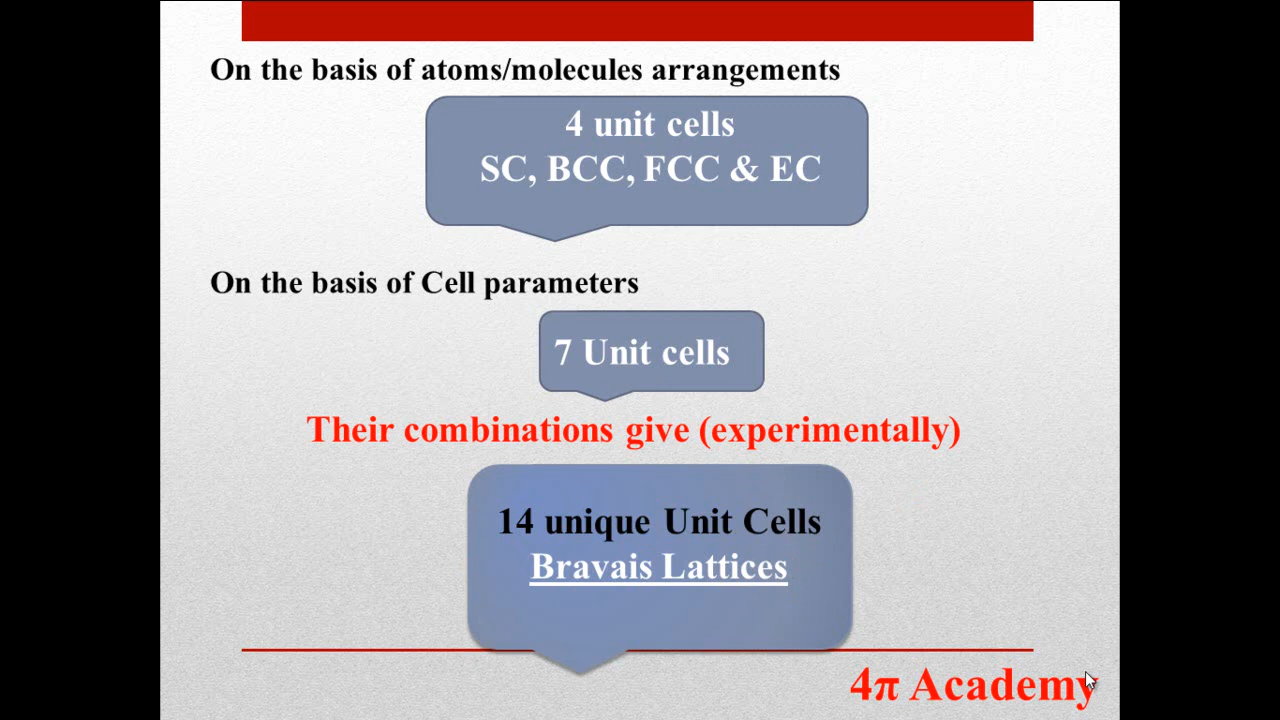 On the basis of atoms/molecules arrangements
4 unit cells
SC, BCC, FCC & EC
On the basis of Cell parameters
7 Unit cells
Their combinations give (experimentally)
14 unique Unit Cells
Bravais Lattices
4π Academy